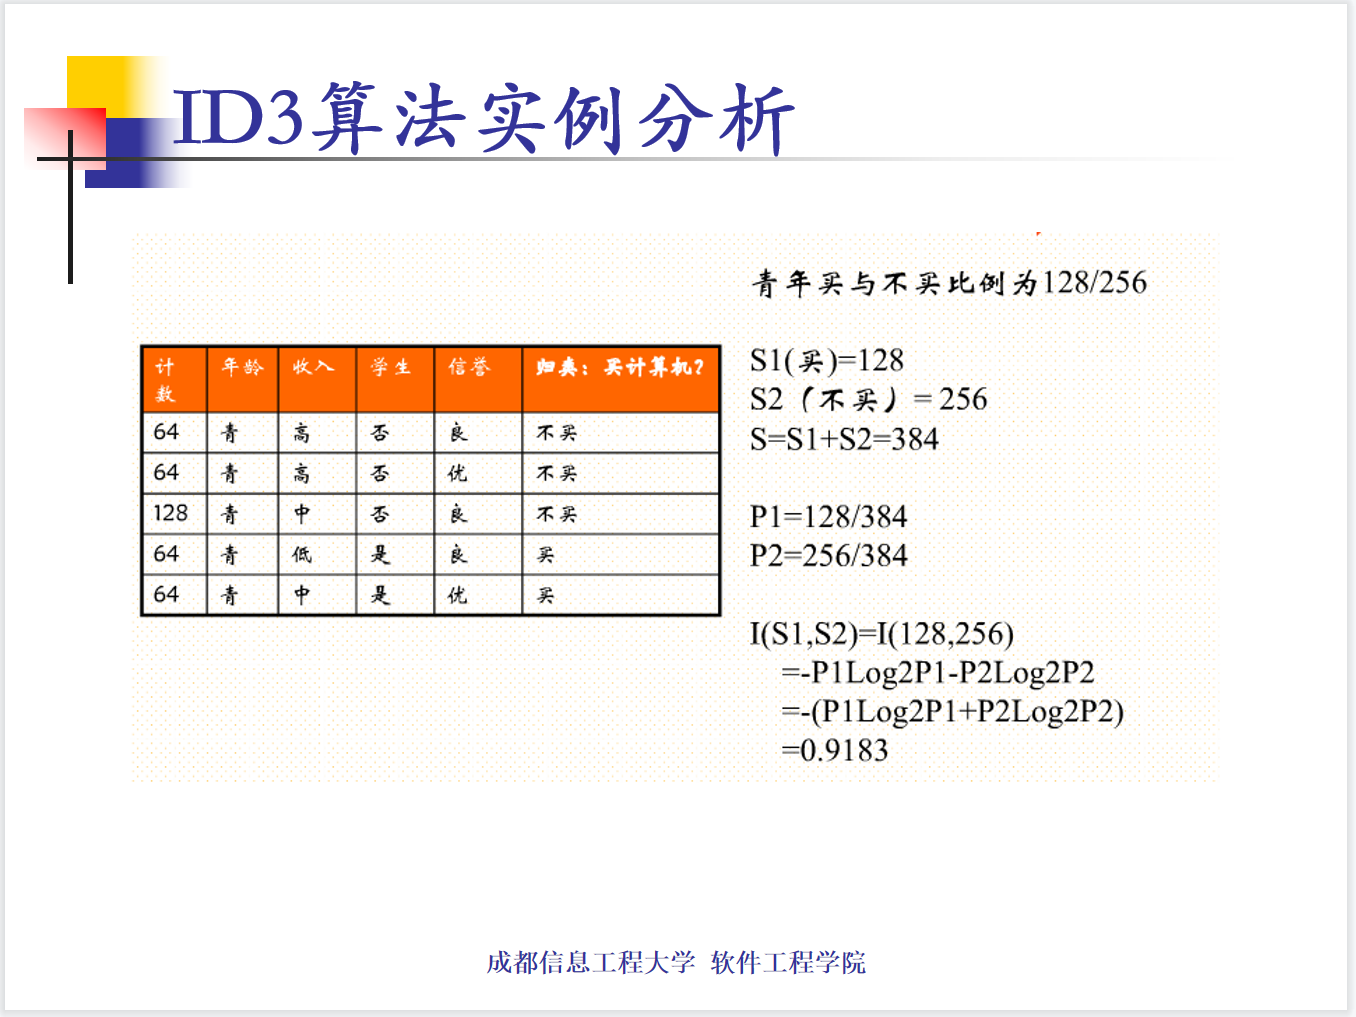 ID3算法实例分析
计数 年龄 收入 学生 信誉 归类：买计算机？
64 青 高 否 良 不买
64 青 高 否 优 不买
128 青 中 否 良 不买
64 青 低 是 良 买
64 青 中 是 优 买
青年买与不买比例为128/256
S1(买)=128
S2（不买）= 256
S=S1+S2=384
P1=128/384
P2=256/384
I(S1,S2)=I(128,256)
=-P1Log2P1-P2Log2P2
=-(P1Log2P1+P2Log2P2)
=0.9183
成都信息工程大学 软件工程学院